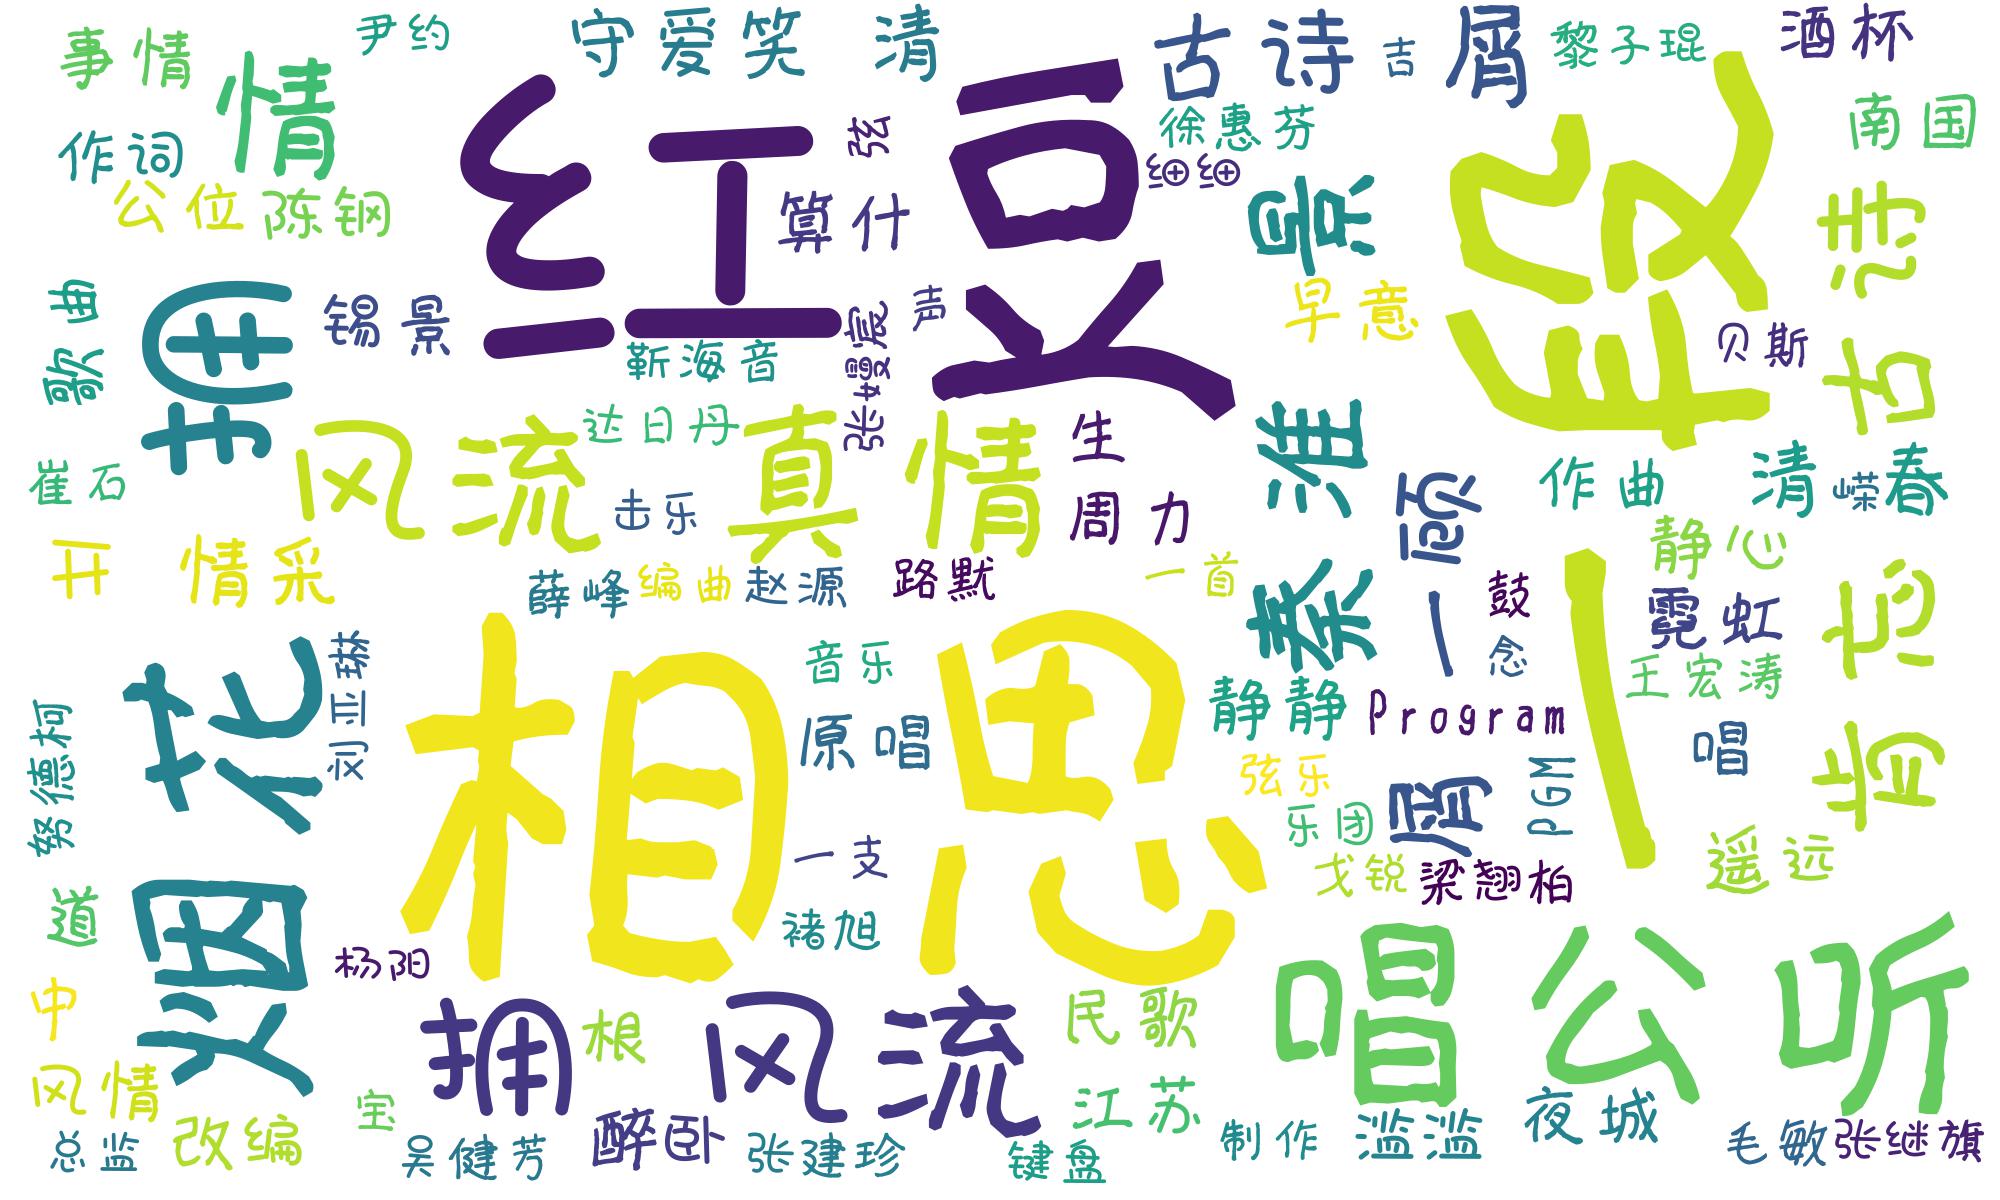 事情
情
尹约
守爱笑
清
古诗
吉
屑
黎子琨
酒杯
作词
公位
陈钢
红豆
弦
算什
徐惠芬
细细
景
段
南国
古诗
歌曲
拥
锡景
靳海音
张嫚宸
声
早意
贝斯
崔石
风流
达日丹
真情
生
击乐
周力
淮
顾一
作曲
清
嵘
春
开
情采
薛峰
编曲
赵源
路默
一首
秦
鼓
念
静心
霓虹
肯忘
烟花
刘亚琳
相思
音乐
原唱
静静
Program
王宏涛
唱
努德柯
一支
弦乐
乐团
屑
PGM
一
遥远
道
褚旭
戈锐
梁翘柏
中
杨阳
拥
根
风流
民歌
唱公听
风情
宝
江苏
总监
改编
吴健芳
醉卧
张建珍
键盘
制作
滥滥
夜城
毛敏
张继旗